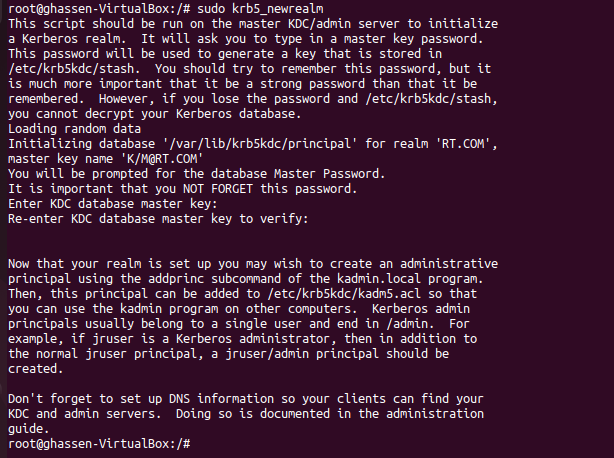 root@ghassen-VirtualBox:/# sudo krb5_newrealm
This script should be run on the master KDC/admin server to initialize
a Kerberos realm.  It will ask you to type in a master key password.
This password will be used to generate a key that is stored in
/etc/krb5kdc/stash.  You should try to remember this password, but it
is much more important that it be a strong password than that it be
remembered.  However, if you lose the password and /etc/krb5kdc/stash,
you cannot decrypt your Kerberos database.
Loading random data
Initializing database '/var/lib/krb5kdc/principal' for realm 'RT.COM',
master key name 'K/M@RT.COM'
You will be prompted for the database Master Password.
It is important that you NOT FORGET this password.
Enter KDC database master key:
Re-enter KDC database master key to verify:
Now that your realm is set up you may wish to create an administrative
principal using the addprinc subcommand of the kadmin.local program.
Then, this principal can be added to /etc/krb5kdc/kadm5.acl so that
you can use the kadmin program on other computers.  Kerberos admin
principals usually belong to a single user and end in /admin.  For
example, if jruser is a Kerberos administrator, then in addition to
the normal jruser principal, a jruser/admin principal should be
created.
Don't forget to set up DNS information so your clients can find your
KDC and admin servers.  Doing so is documented in the administration
guide.
root@ghassen-VirtualBox:/#